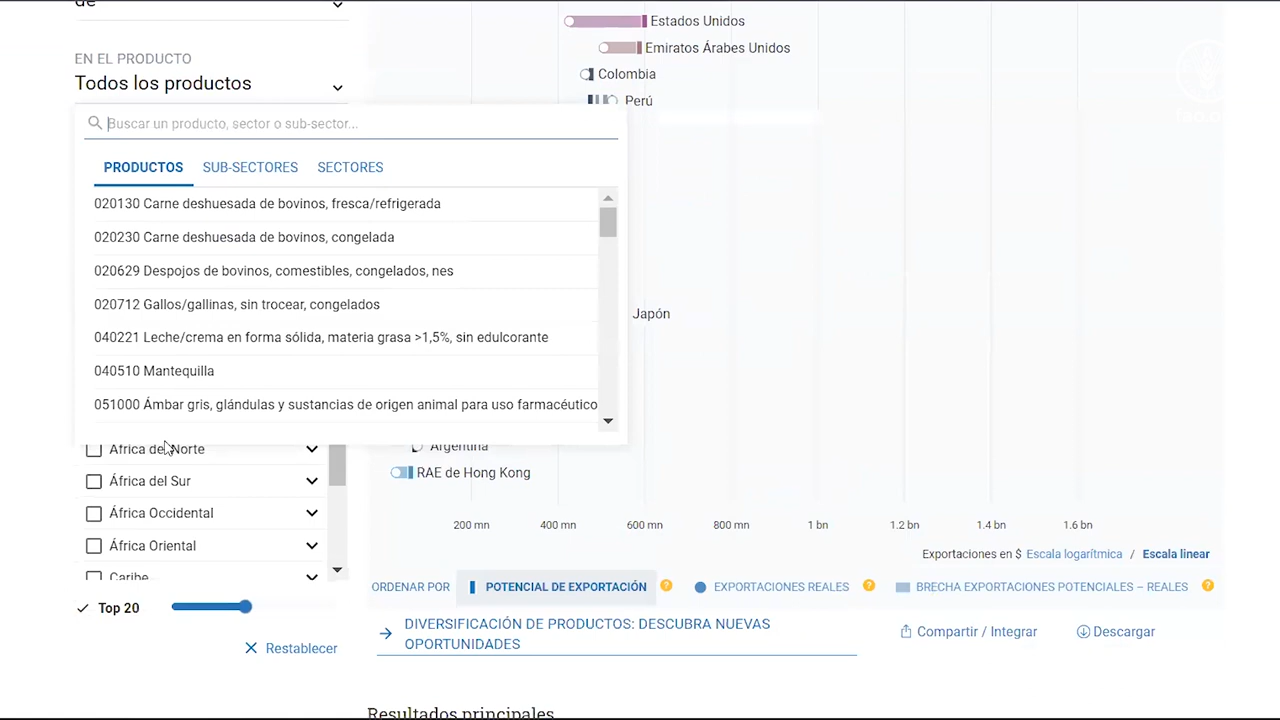 de
EN EL PRODUCTO
Todos los productos
Buscar un producto, sector o sub-sector...
PRODUCTOS SUB-SECTORES SECTORES
020130 Carne deshuesada de bovinos, fresca/refrigerada
020230 Carne deshuesada de bovinos, congelada
020629 Despojos de bovinos, comestibles, congelados, nes
020712 Gallos/gallinas, sin trocear, congelados
040221 Leche/crema en forma sólida, materia grasa >1,5%, sin edulcorante
040510 Mantequilla
051000 Ámbar gris, glándulas y sustancias de origen animal para uso farmacéutico
África del Norte
África del Sur
África Occidental
África Oriental
Caribe
Top 20
Restablecer
Estados Unidos
Emiratos Árabes Unidos
Colombia
Perú
Japón
Argentina
RAE de Hong Kong
200 mn 400 mn 600 mn 800 mn 1 bn 1.2 bn 1.4 bn 1.6 bn
Exportaciones en $ Escala logarítmica / Escala linear
ORDENAR POR POTENCIAL DE EXPORTACIÓN ? EXPORTACIONES REALES ? BRECHA EXPORTACIONES POTENCIALES – REALES ?
DIVERSIFICACIÓN DE PRODUCTOS: DESCUBRA NUEVAS
OPORTUNIDADES
Compartir / Integrar Descargar
Resultados principales